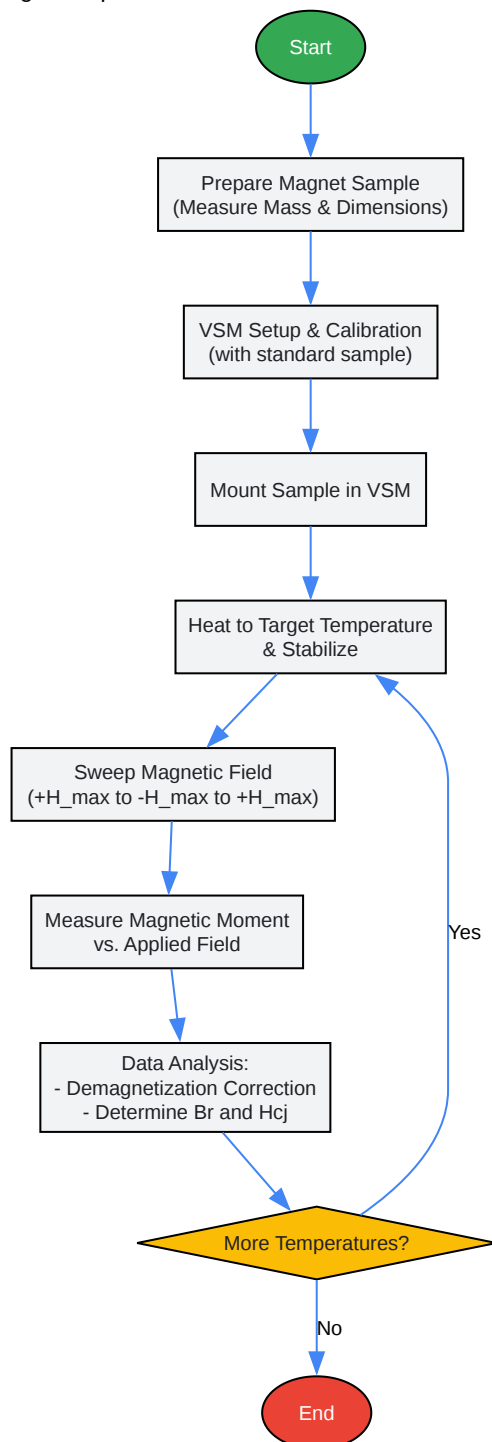 Start
Prepare Magnet Sample
(Measure Mass & Dimensions)
VSM Setup & Calibration
(with standard sample)
Mount Sample in VSM
Heat to Target Temperature
& Stabilize
Sweep Magnetic Field
(+H_max to -H_max to +H_max)
Measure Magnetic Moment
vs. Applied Field
Yes
Data Analysis:
- Demagnetization Correction
- Determine Br and Hcj
More Temperatures?
No
End